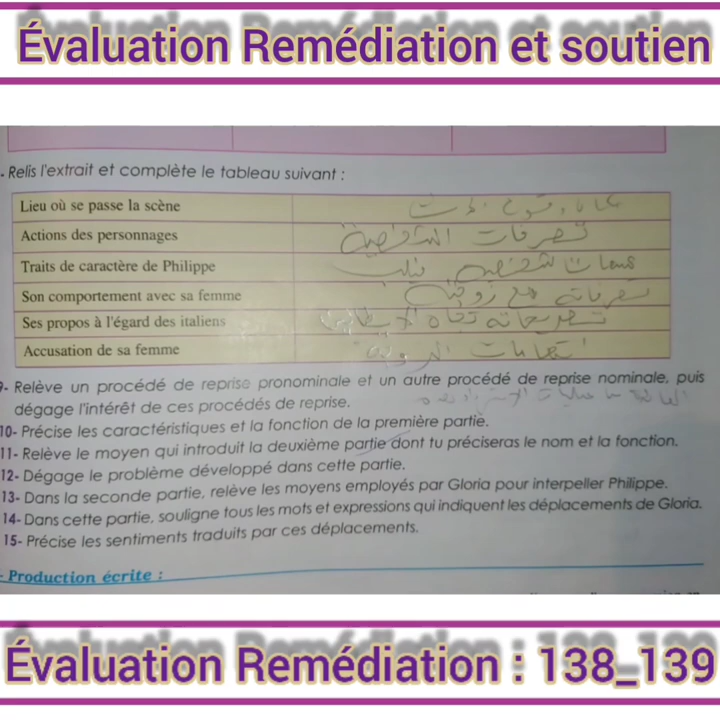 Évaluation Remédiation et soutien
. Relis l'extrait et complète le tableau suivant :
Lieu où se passe la scène
Actions des personnages تصرفات الشخصية
Traits de caractère de Philippe
Son comportement avec sa femme تصرفاته مع زوجته
Ses propos à l'égard des italiens
Accusation de sa femme
9- Relève un procédé de reprise pronominale et un autre procédé de reprise nominale, puis
dégage l'intérêt de ces procédés de reprise.
10- Précise les caractéristiques et la fonction de la première partie.
11- Relève le moyen qui introduit la deuxième partie dont tu préciseras le nom et la fonction.
12- Dégage le problème développé dans cette partie.
13- Dans la seconde partie, relève les moyens employés par Gloria pour interpeller Philippe.
14- Dans cette partie, souligne tous les mots et expressions qui indiquent les déplacements de Gloria.
15- Précise les sentiments traduits par ces déplacements.
- Production écrite :
Évaluation Remédiation : 138_139